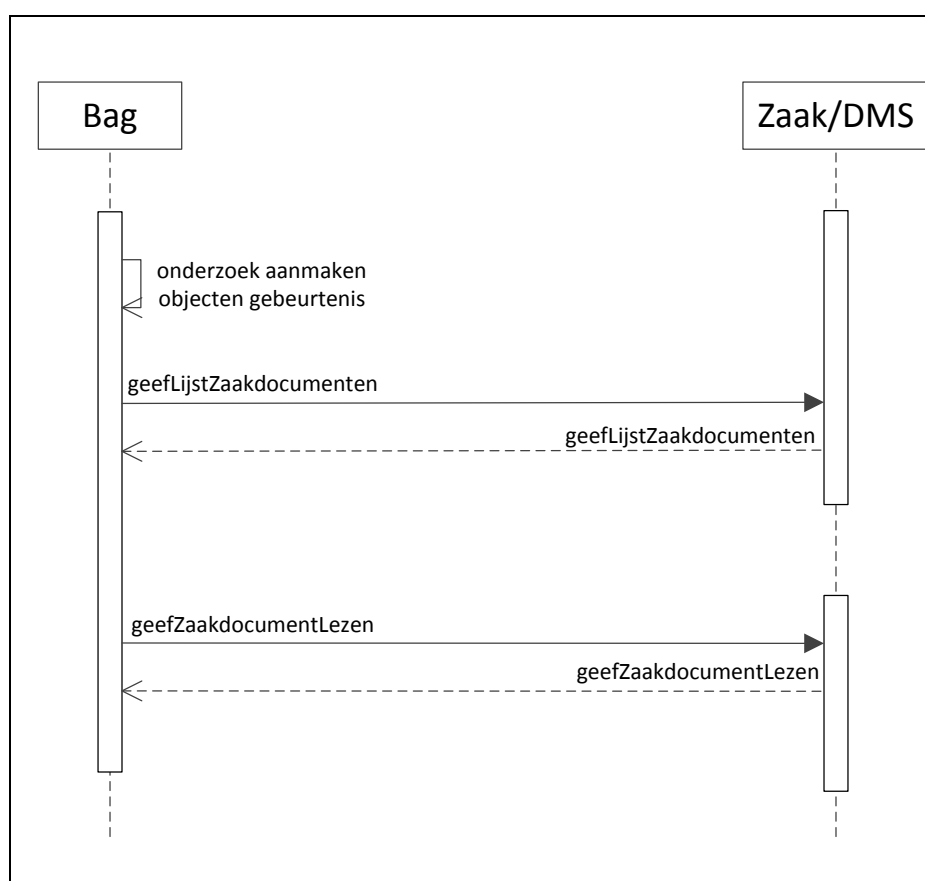 Bag
Zaak/DMS
onderzoek aanmaken
objecten gebeurtenis
geefLijstZaakdocumenten
geefLijstZaakdocumenten
geefZaakdocumentLezen
geefZaakdocumentLezen